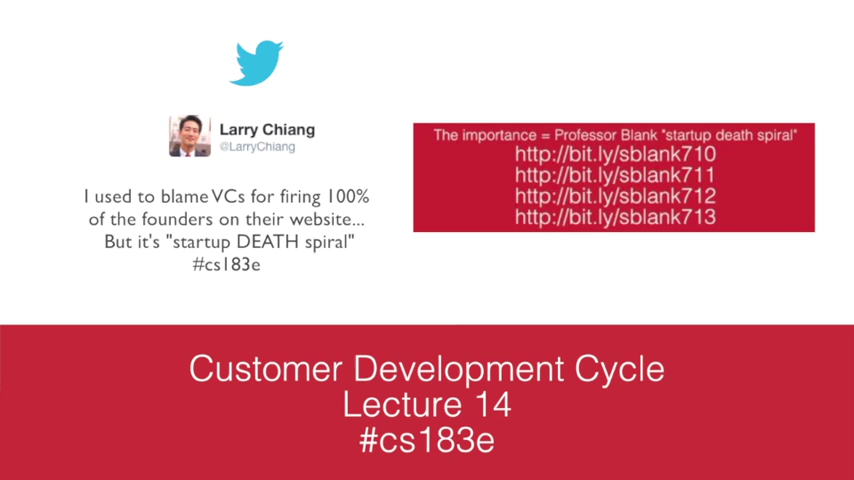 Larry Chiang
@LarryChiang
I used to blame VCs for firing 100%
of the founders on their website...
But it's "startup DEATH spiral"
#cs183e
The importance = Professor Blank "startup death spiral"
http://bit.ly/sblank710
http://bit.ly/sblank711
http://bit.ly/sblank712
http://bit.ly/sblank713
Customer Development Cycle
Lecture 14
#cs183e